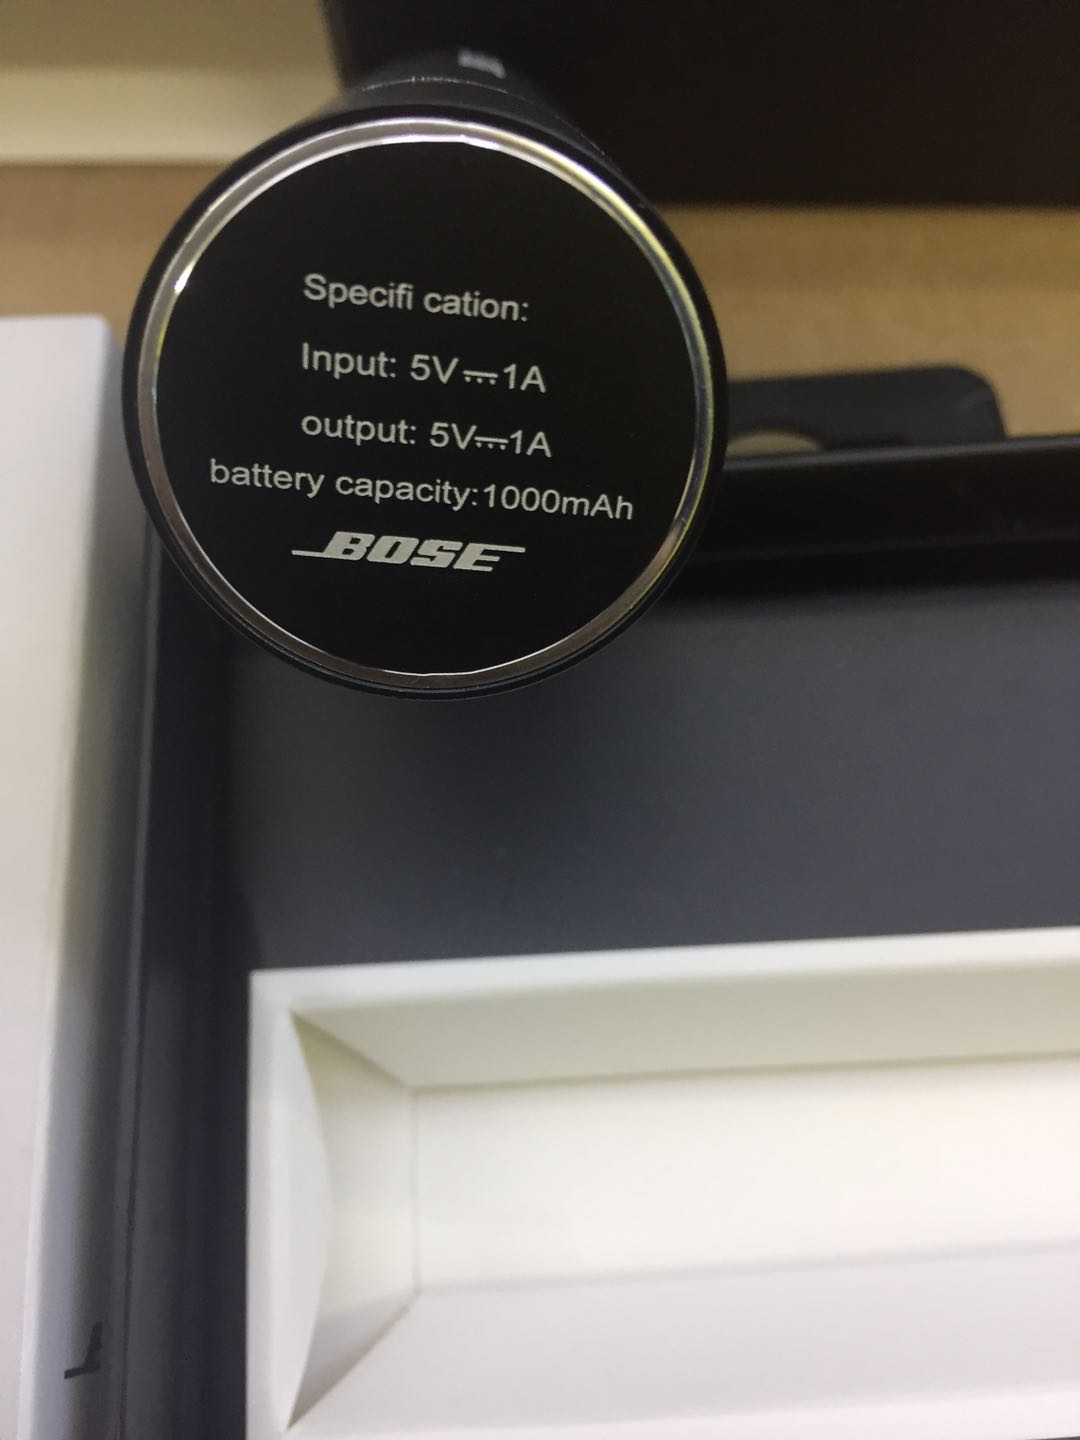 Specifi cation:
Input: 5V⎓1A
output: 5V⎓1A
battery capacity:1000mAh
BOSE